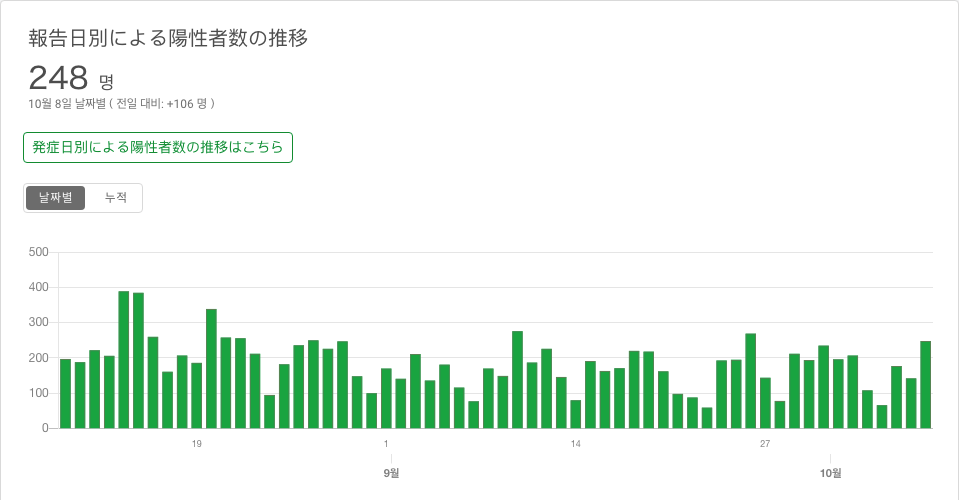 報告日別による陽性者数の推移
248 명
10월 8일 날짜별 ( 전일 대비: +106 명 )
発症日別による陽性者数の推移はこちら
날짜별 누적
500
400
300
200
100
0
19 1 14 27
9월 10월